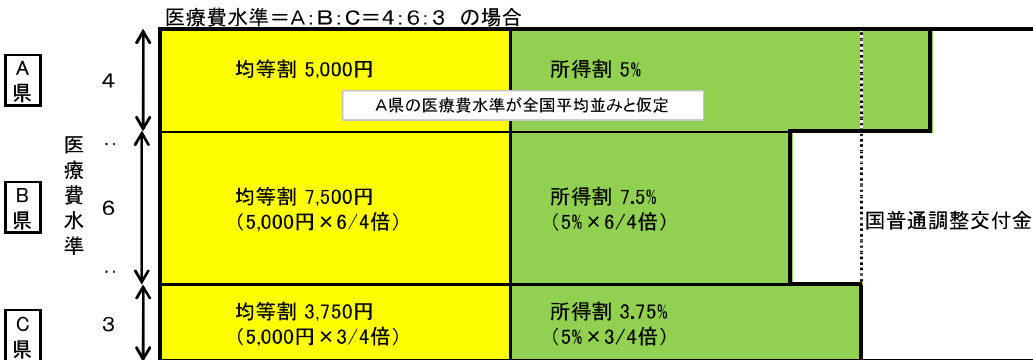 医療費水準＝A：B：C＝4：6：3 の場合
A県
4
均等割 5,000円
所得割 5%
A県の医療費水準が全国平均並みと仮定
医療費水準
‥
B県
6
均等割 7,500円
（5,000円×6/4倍）
所得割 7.5%
（5%×6/4倍）
国普通調整交付金
‥
C県
3
均等割 3,750円
（5,000円×3/4倍）
所得割 3.75%
（5%×3/4倍）